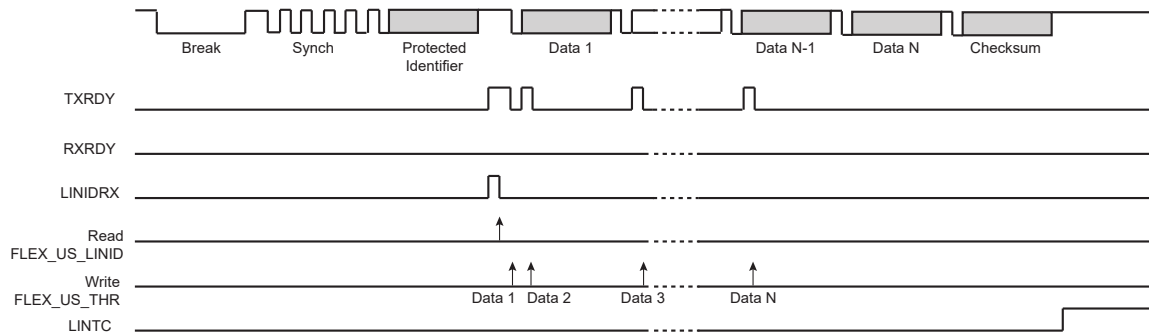 Break Synch Protected Data 1 Data N-1 Data N Checksum
Identifier
TXRDY
RXRDY
LINIDRX
Read
FLEX_US_LINID
Write
FLEX_US_THR
Data 1 Data 2 Data 3 Data N
LINTC